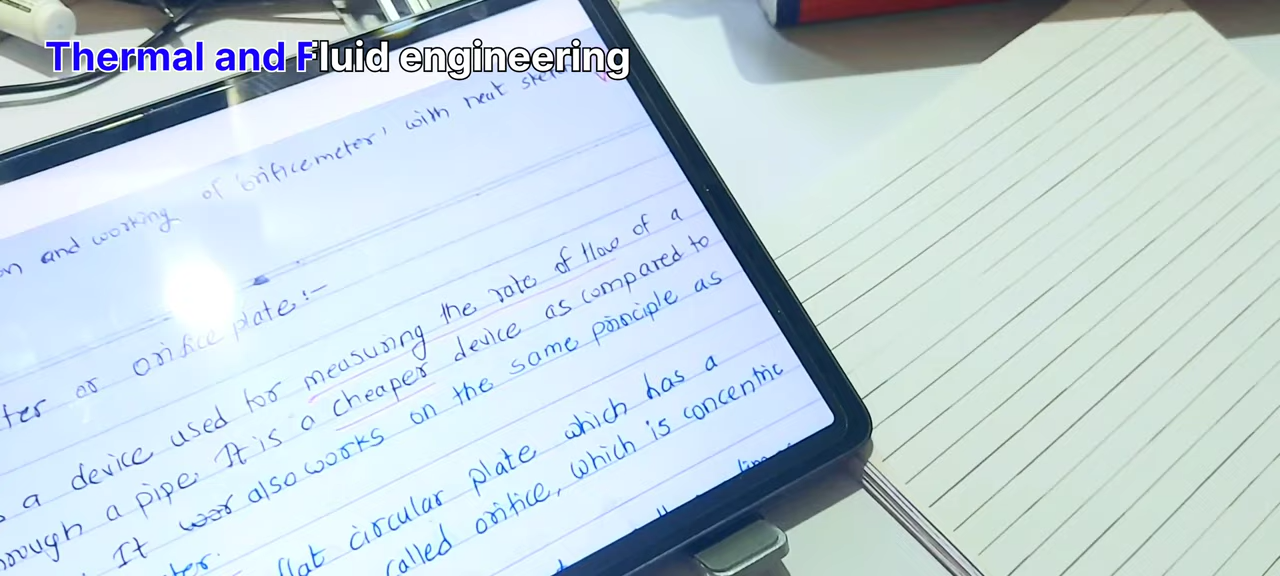 Thermal and Fluid engineering
and working of 'orificemeter' with neat
or orifice plate:-
a device used for measuring the rate of flow of a
a pipe. It is a cheaper device as compared to
It also works on the same principle as
flat circular plate which has a
called orifice, which is concentric